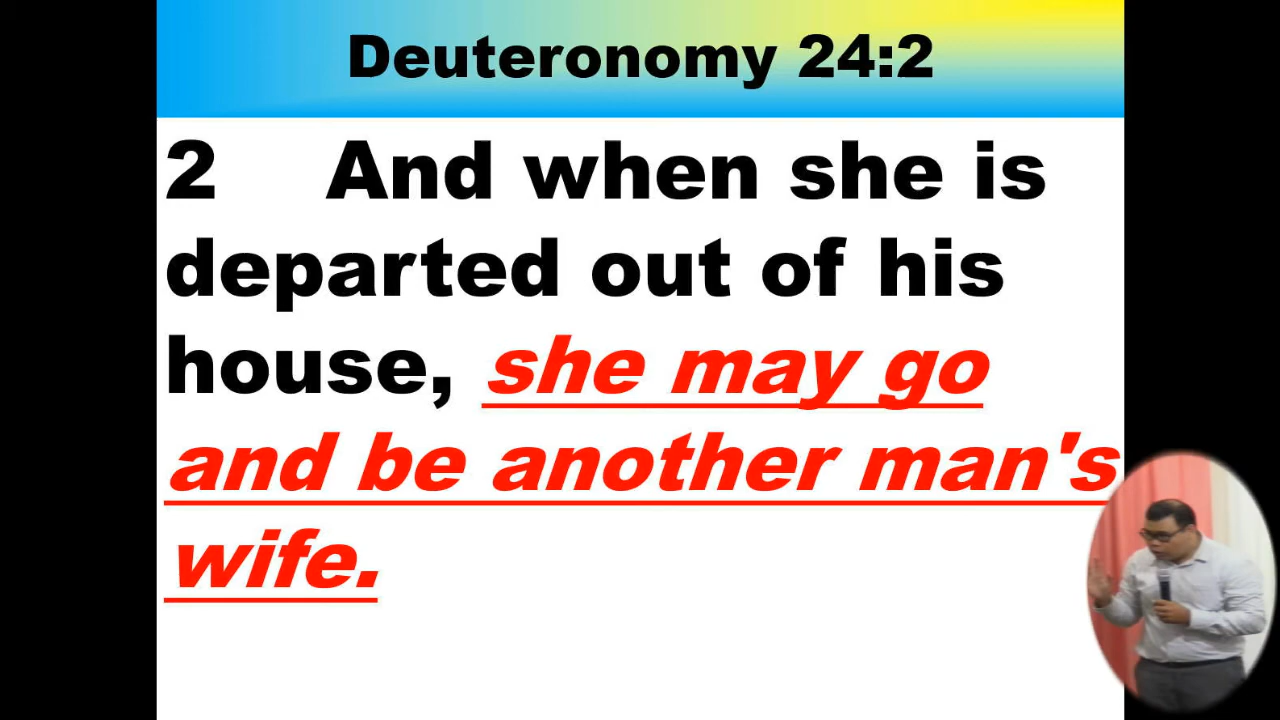 Deuteronomy 24:2
2 And when she is
departed out of his
house, she may go
and be another man's
wife.